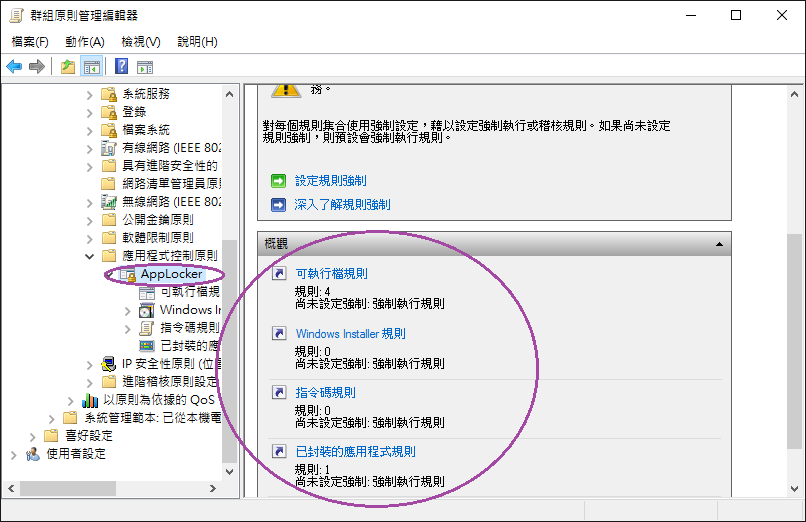 群組原則管理編輯器
檔案(F) 動作(A) 檢視(V) 說明(H)
系統服務
登錄
檔案系統
有線網路 (IEEE 802
具有進階安全性的
網路清單管理員原則
無線網路 (IEEE 802
公開金鑰原則
軟體限制原則
應用程式控制原則
AppLocker
可執行檔規
Windows In
指令碼規則
已封裝的應
IP 安全性原則 (位置
進階稽核原則設定
以原則為依據的 QoS
系統管理範本: 已從本機電
喜好設定
使用者設定
務。
對每個規則集合使用強制設定，藉以設定強制執行或稽核規則。如果尚未設定
規則強制，則預設會強制執行規則。
設定規則強制
深入了解規則強制
概觀
可執行檔規則
規則: 4
尚未設定強制: 強制執行規則
Windows Installer 規則
規則: 0
尚未設定強制: 強制執行規則
指令碼規則
規則: 0
尚未設定強制: 強制執行規則
已封裝的應用程式規則
規則: 1
尚未設定強制: 強制執行規則